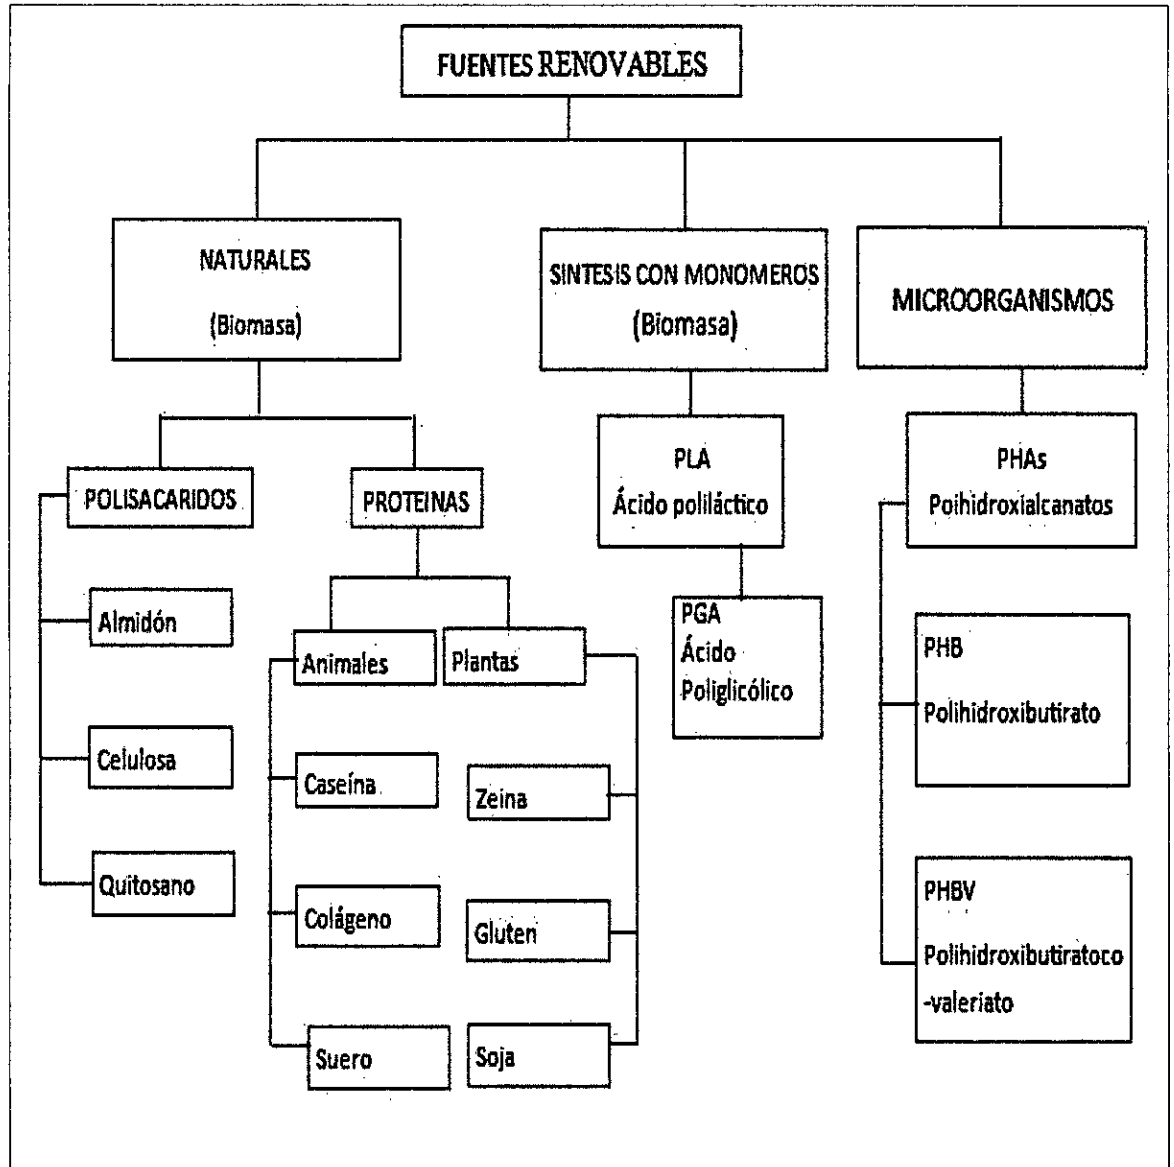 FUENTES RENOVABLES
NATURALES
(Biomasa)
SINTESIS CON MONOMEROS
(Biomasa)
MICROORGANISMOS
POLISACARIDOS
PROTEINAS
PLA
Ácido poliláctico
PHAs
Poihidroxialcanatos
Almidón
Celulosa
Quitosano
Animales
Caseína
Colágeno
Suero
Plantas
Zeina
Gluten
Soja
PGA
Ácido
Poliglicólico
PHB
Polihidroxibutirato
PHBV
Polihidroxibutiratoco
-valeriato